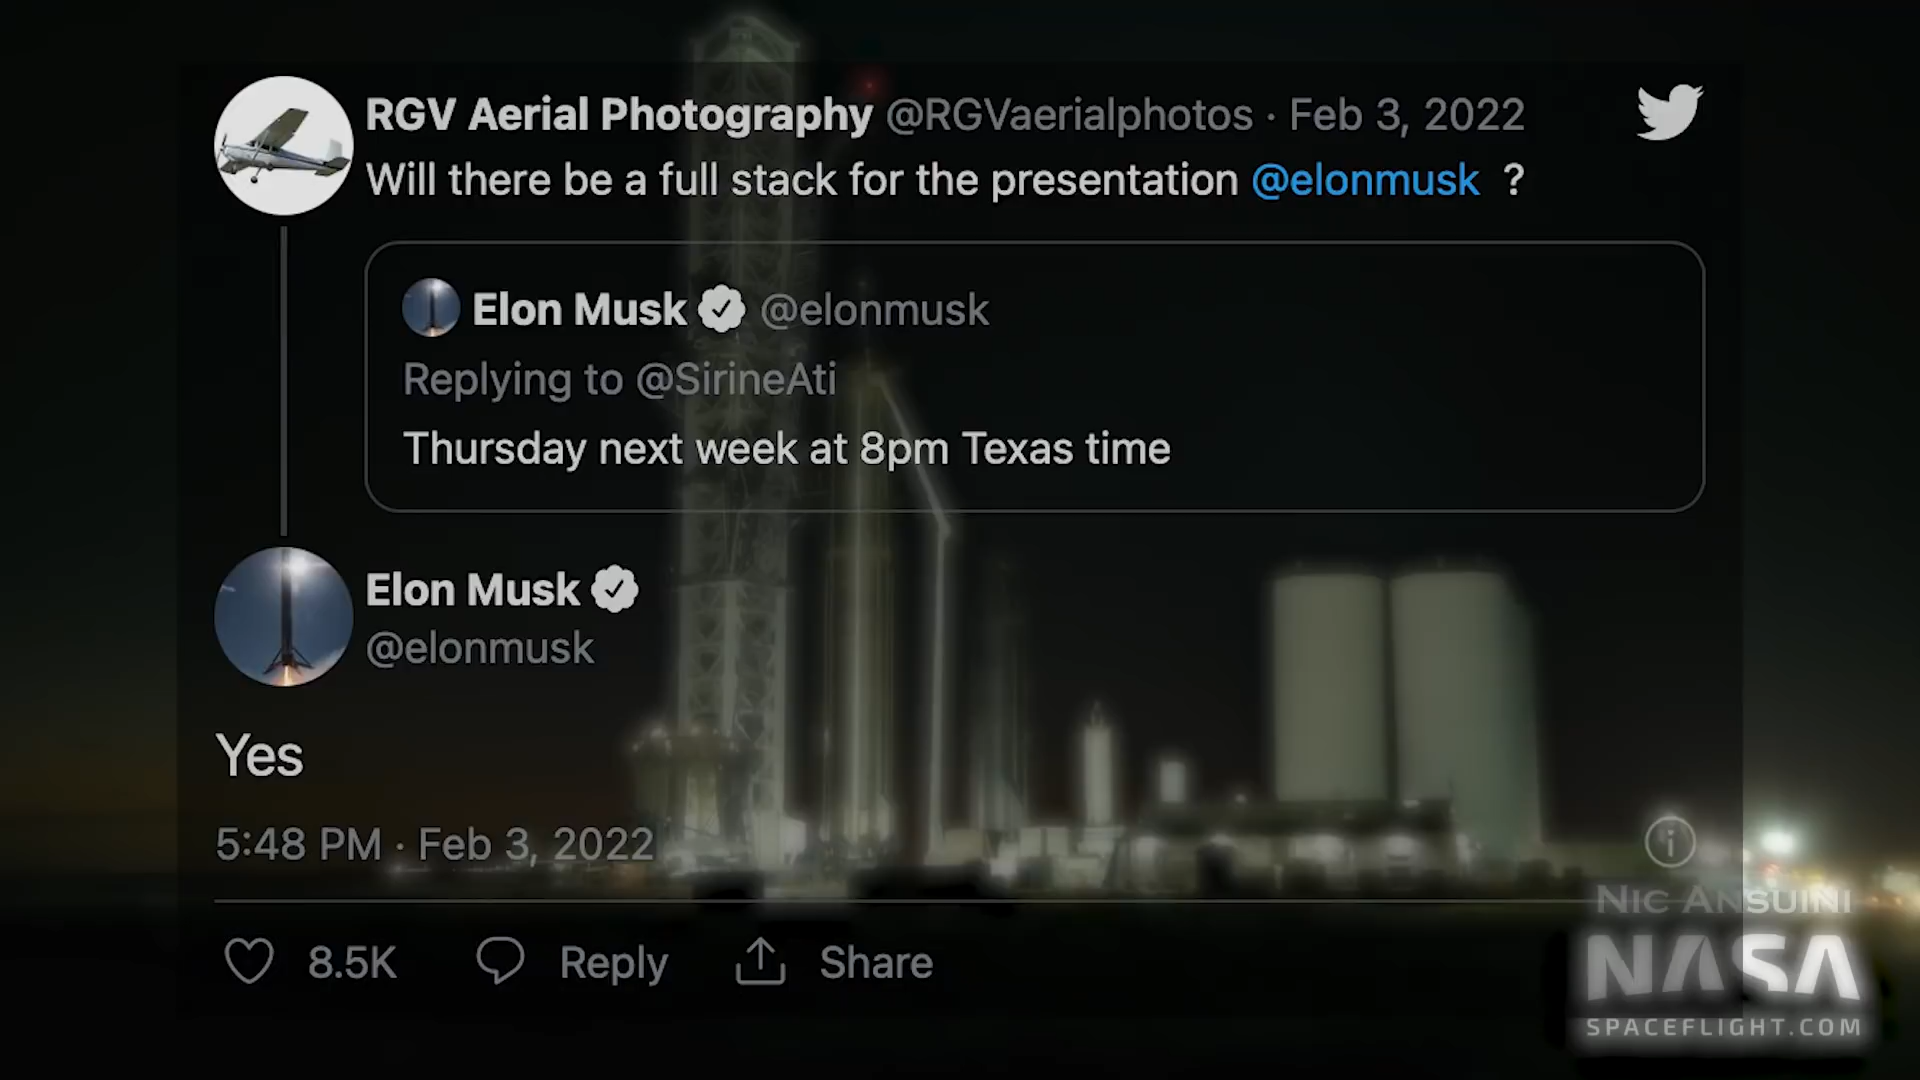 RGV Aerial Photography @RGVaerialphotos · Feb 3, 2022
Will there be a full stack for the presentation @elonmusk ?
Elon Musk @elonmusk
Replying to @SirineAti
Thursday next week at 8pm Texas time
Elon Musk
@elonmusk
Yes
5:48 PM · Feb 3, 2022
8.5K Reply Share
NIC ANSUINI
NASA
SPACEFLIGHT.COM